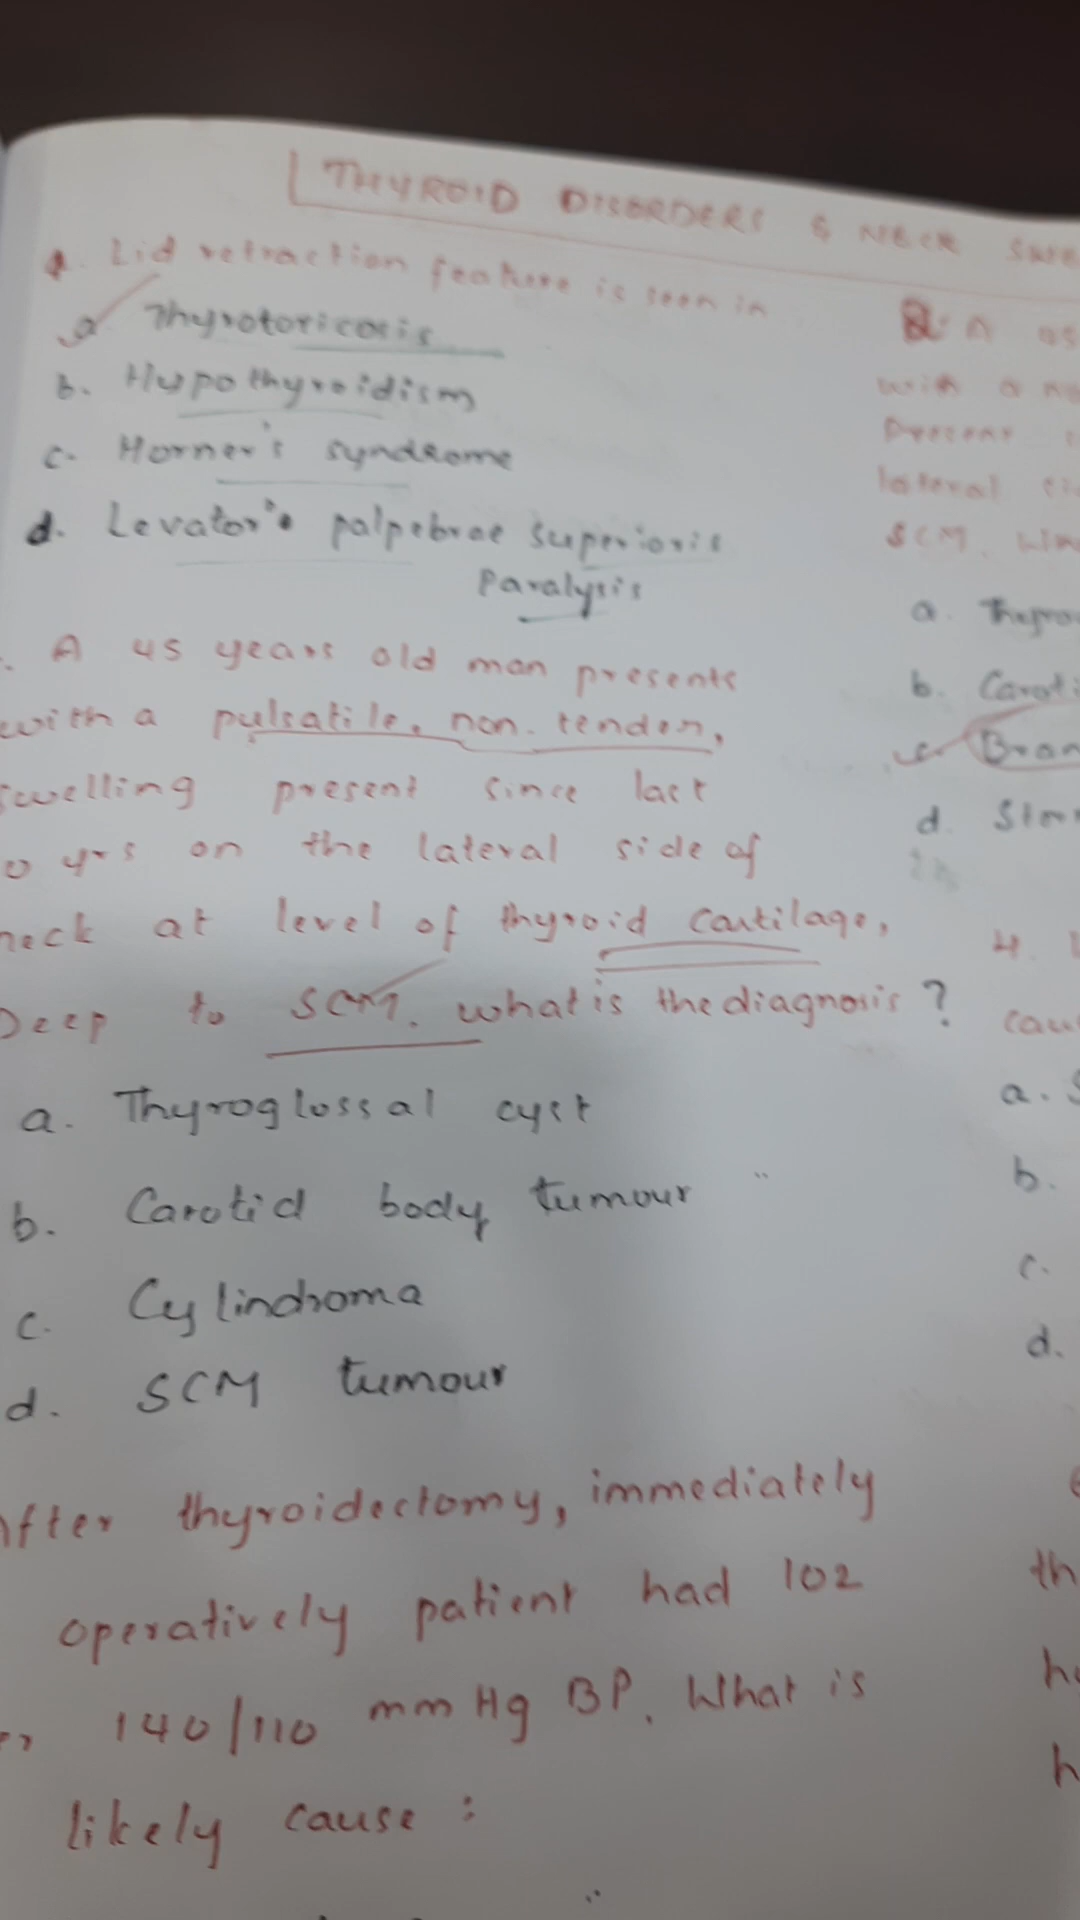 THYROID DISORDERS & NECK
Lid retraction feature is seen in
a. Thyrotoxicosis
b. Hypothyroidism
c. Horner's syndrome
d. Levator's palpebrae superioris
Paralysis
. A 45 years old man presents
with a pulsatile, non-tender,
swelling present since last
yrs on the lateral side of
neck at level of thyroid cartilage,
Deep to SCM. what is the diagnosis ?
a. Thyroglossal cyst
b. Carotid body tumour
c. Cylindroma
d. SCM tumour
After thyroidectomy, immediately
operatively patient had 102
140/110 mm Hg BP. What is
likely cause :
Q. A
with a
Present
lateral
SCM.
a.
b.
c.
d.
4.
a. S
b.
c.
d.
th
h